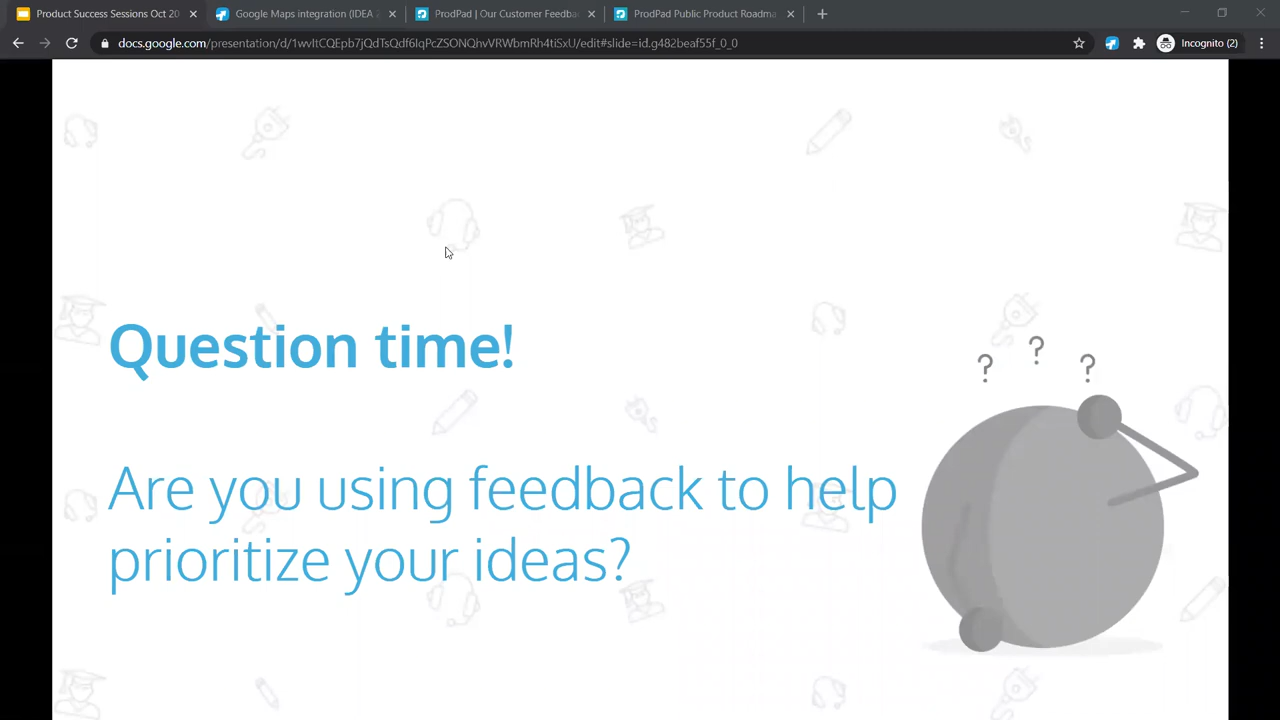 Product Success Sessions Oct 20
Google Maps integration (IDEA 2
ProdPad | Our Customer Feedba
ProdPad Public Product Roadma
docs.google.com/presentation/d/1wvltCQEpb7jQdTsQdf6IqPcZSONQhvVRWbmRh4tiSxU/edit#slide=id.g482beaf55f_0_0
Incognito (2)
? ? ?
Question time!
Are you using feedback to help
prioritize your ideas?